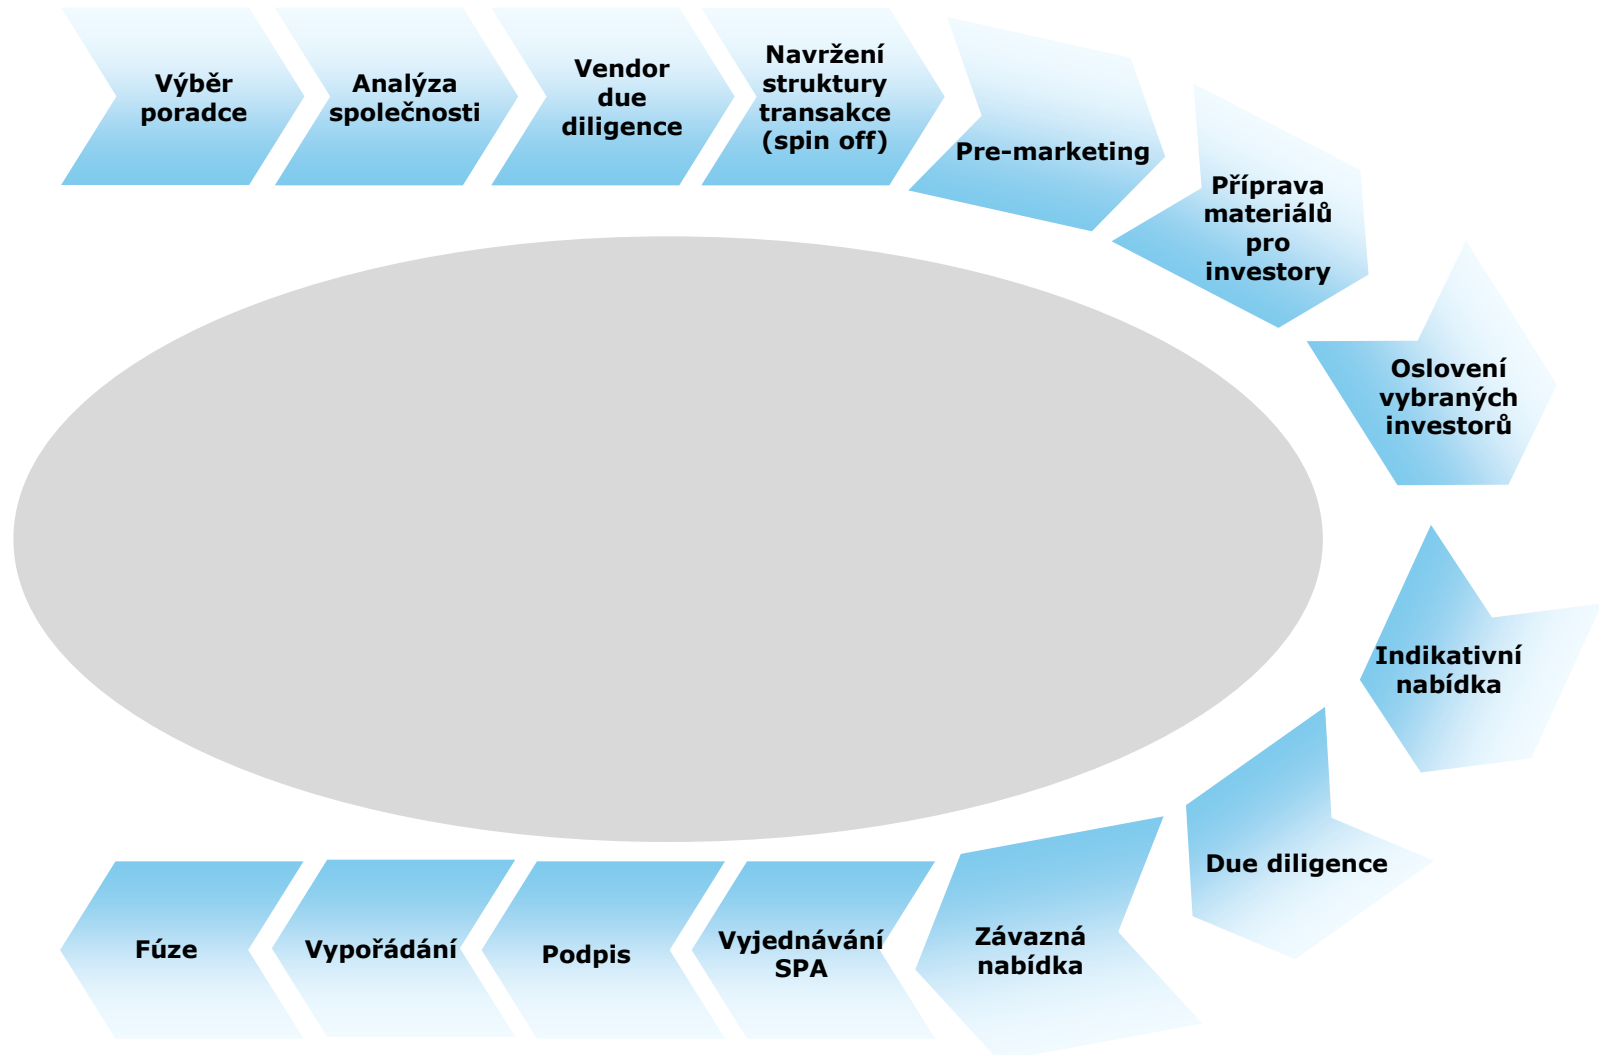 Výběr
poradce
Analýza
společnosti
Vendor
due
diligence
Navržení
struktury
transakce
(spin off)
Pre-marketing
Příprava
materiálů
pro
investory
Oslovení
vybraných
investorů
Indikativní
nabídka
Due diligence
Závazná
nabídka
Vyjednávání
SPA
Podpis
Vypořádání
Fúze